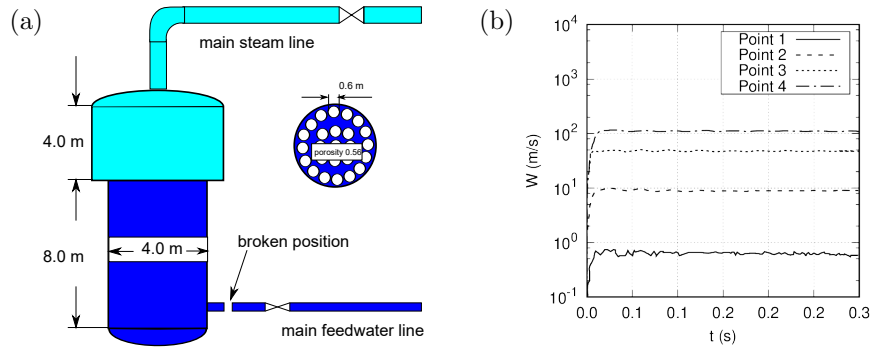 (a)
main steam line
0.6 m
4.0 m
porosity 0.56
8.0 m
4.0 m
broken position
main feedwater line
(b)
10^4
10^3
10^2
10^1
10^0
10^-1
W (m/s)
Point 1
Point 2
Point 3
Point 4
0.0 0.1 0.1 0.2 0.2 0.2 0.3
t (s)